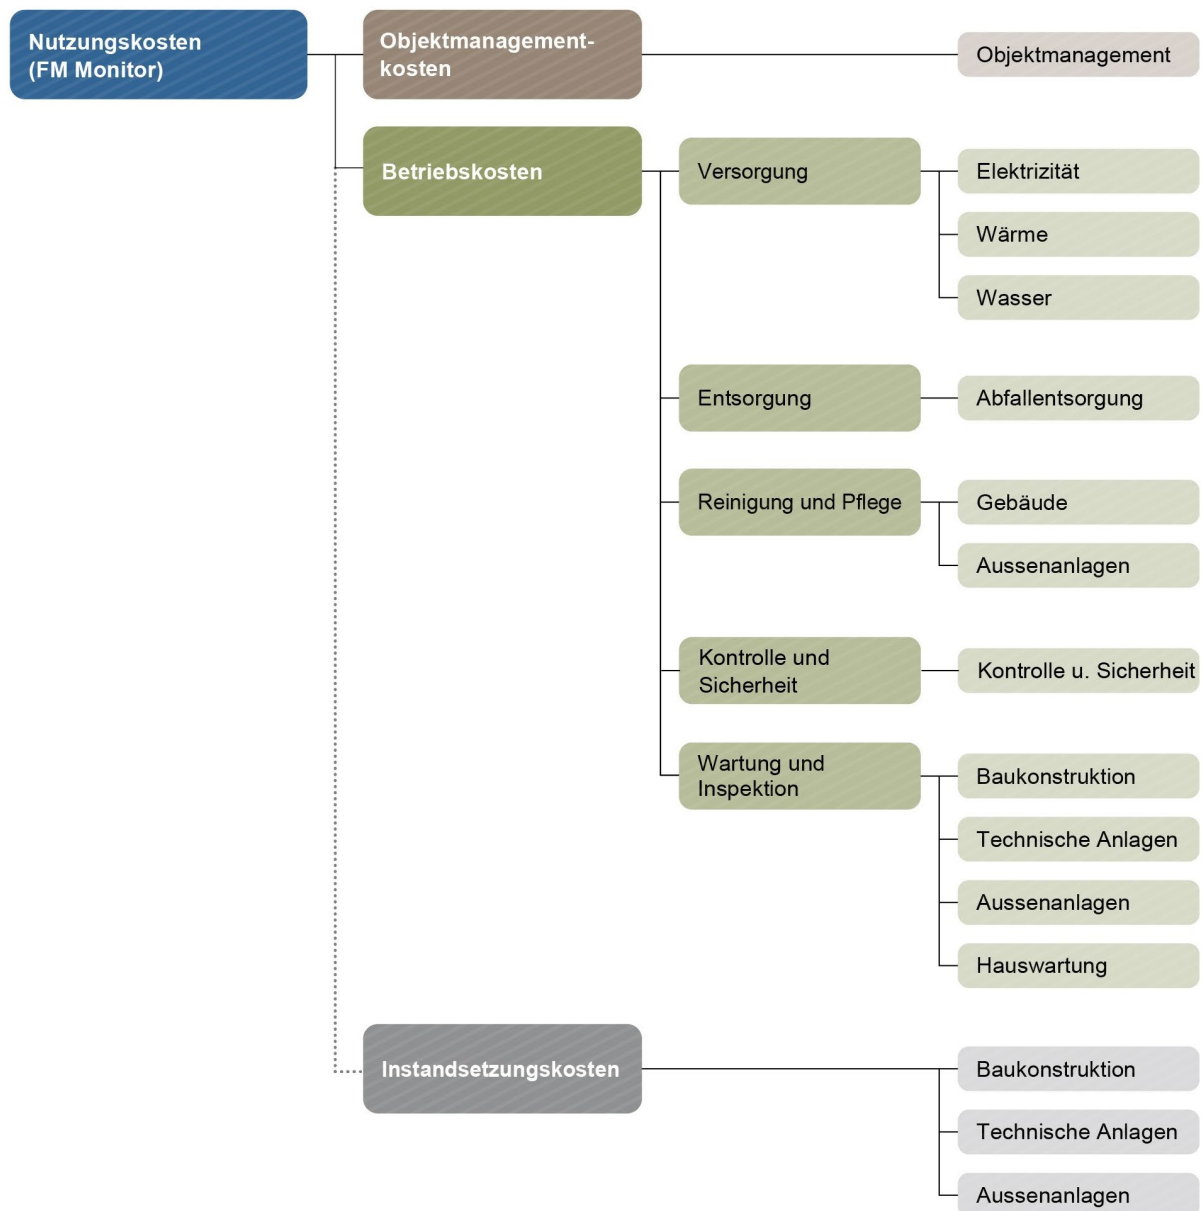 Nutzungskosten
(FM Monitor)
Objektmanagement-
kosten
Objektmanagement
Betriebskosten
Versorgung
Elektrizität
Wärme
Wasser
Entsorgung
Abfallentsorgung
Reinigung und Pflege
Gebäude
Aussenanlagen
Kontrolle und
Sicherheit
Kontrolle u. Sicherheit
Wartung und
Inspektion
Baukonstruktion
Technische Anlagen
Aussenanlagen
Hauswartung
Instandsetzungskosten
Baukonstruktion
Technische Anlagen
Aussenanlagen